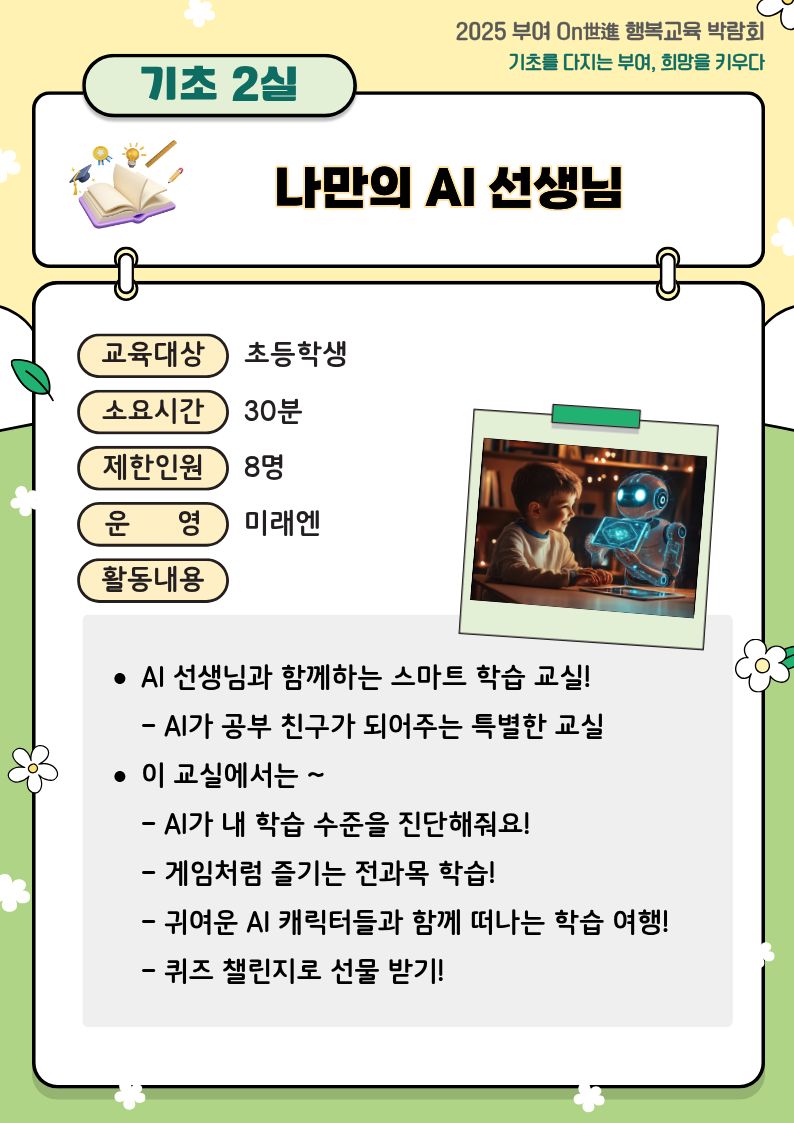 2025 부여 On世進 행복교육 박람회
기초를 다지는 부여, 희망을 키우다
기초 2실
나만의 AI 선생님
교육대상 초등학생
소요시간 30분
제한인원 8명
운 영 미래엔
활동내용
• AI 선생님과 함께하는 스마트 학습 교실!
- AI가 공부 친구가 되어주는 특별한 교실
• 이 교실에서는 ~
- AI가 내 학습 수준을 진단해줘요!
- 게임처럼 즐기는 전과목 학습!
- 귀여운 AI 캐릭터들과 함께 떠나는 학습 여행!
- 퀴즈 챌린지로 선물 받기!